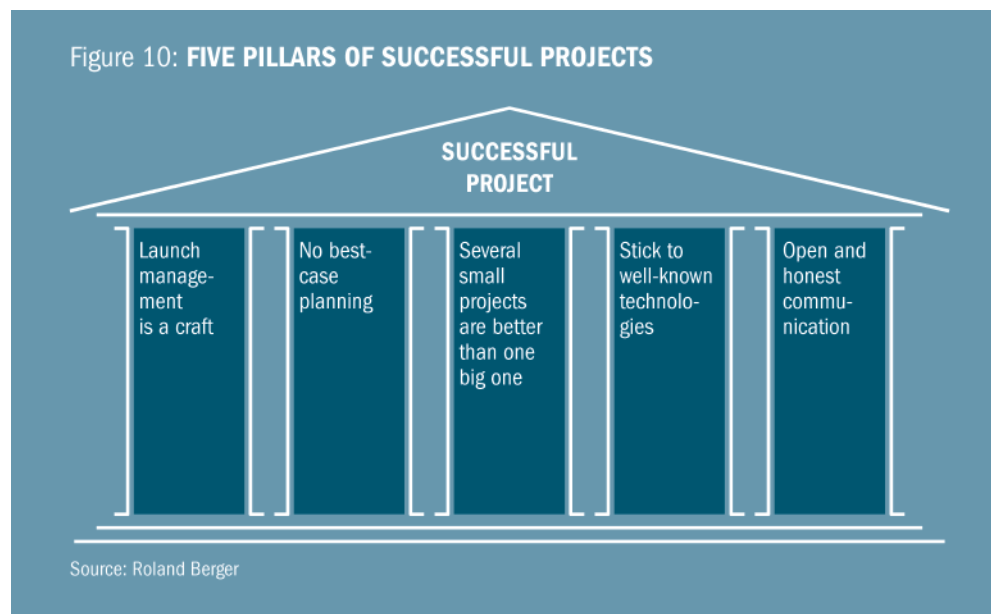 Figure 10: FIVE PILLARS OF SUCCESSFUL PROJECTS
SUCCESSFUL
PROJECT
Launch
manage-
ment
is a craft
No best-
case
planning
Several
small
projects
are better
than one
big one
Stick to
well-known
technolo-
gies
Open and
honest
commu-
nication
Source: Roland Berger